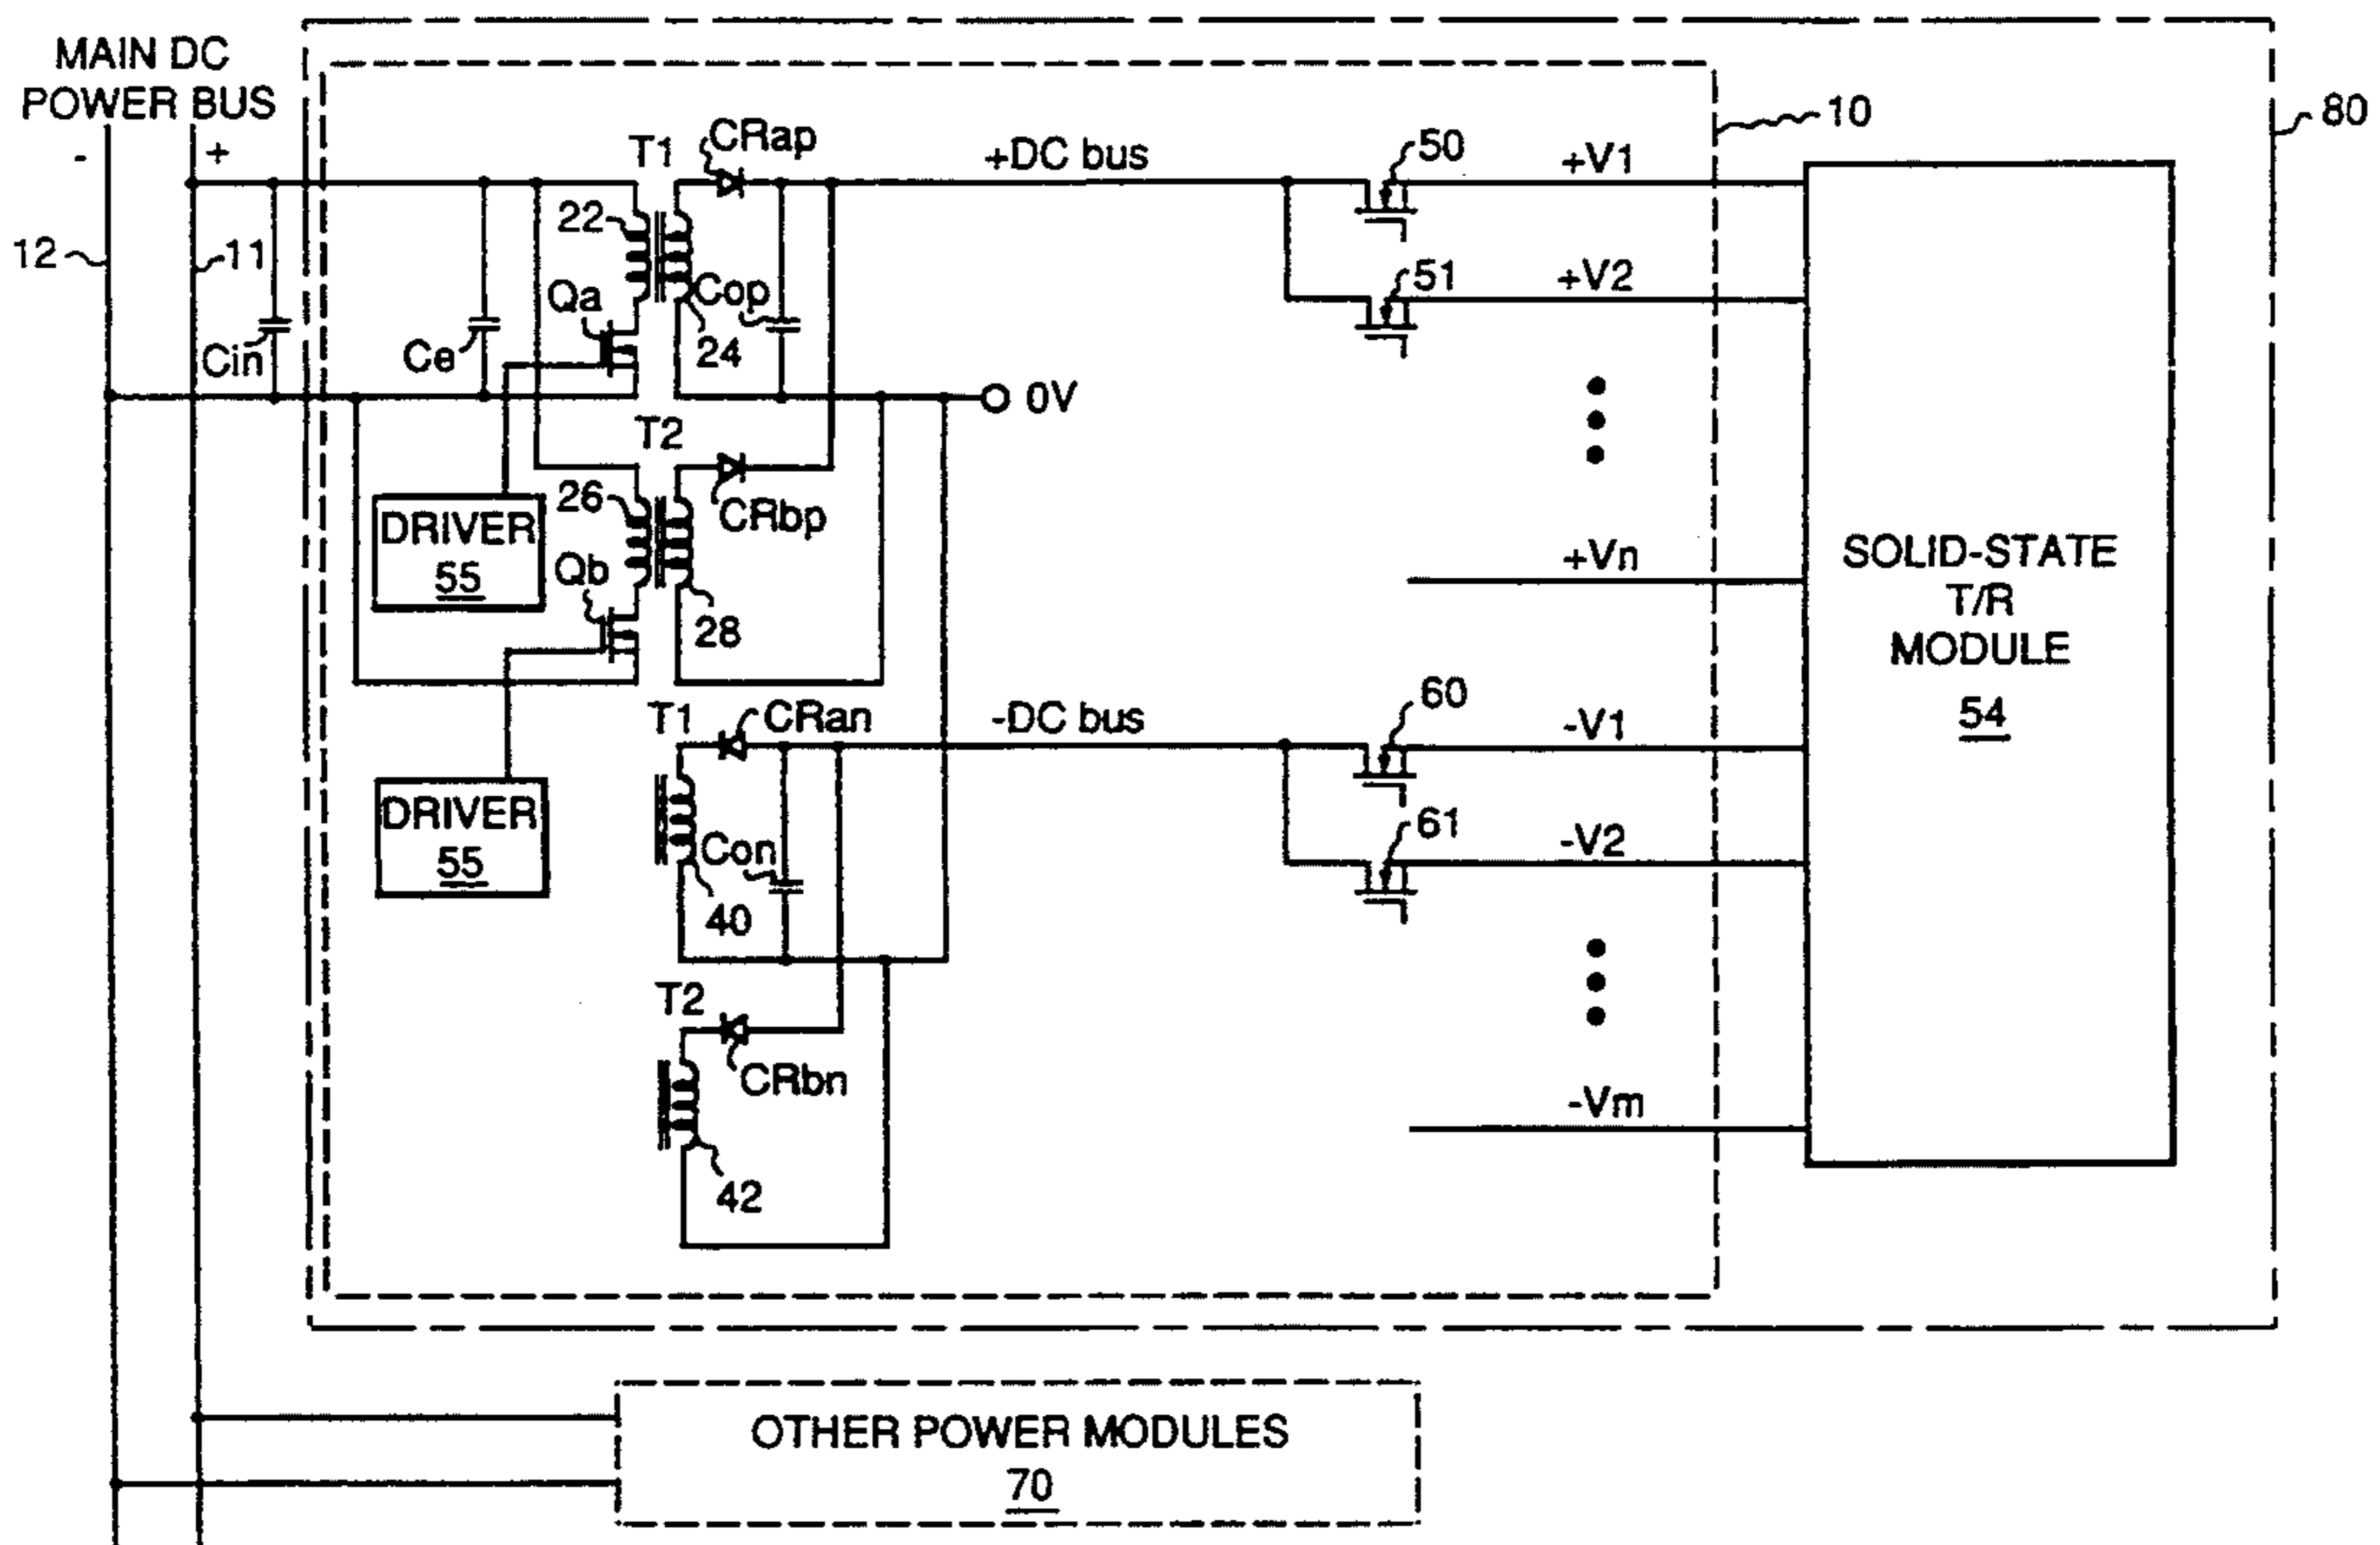 MAIN DC
POWER BUS
-
+
12
11
Cin
Ce
T1
CRap
22
Qa
Cop
24
+DC bus
0V
50
+V1
51
+V2
10
80
T2
26
CRbp
DRIVER
55
Qb
28
+Vn
SOLID-STATE
T/R
MODULE
54
T1
CRan
-DC bus
60
-V1
61
-V2
DRIVER
55
Con
40
T2
CRbn
42
-Vm
OTHER POWER MODULES
70